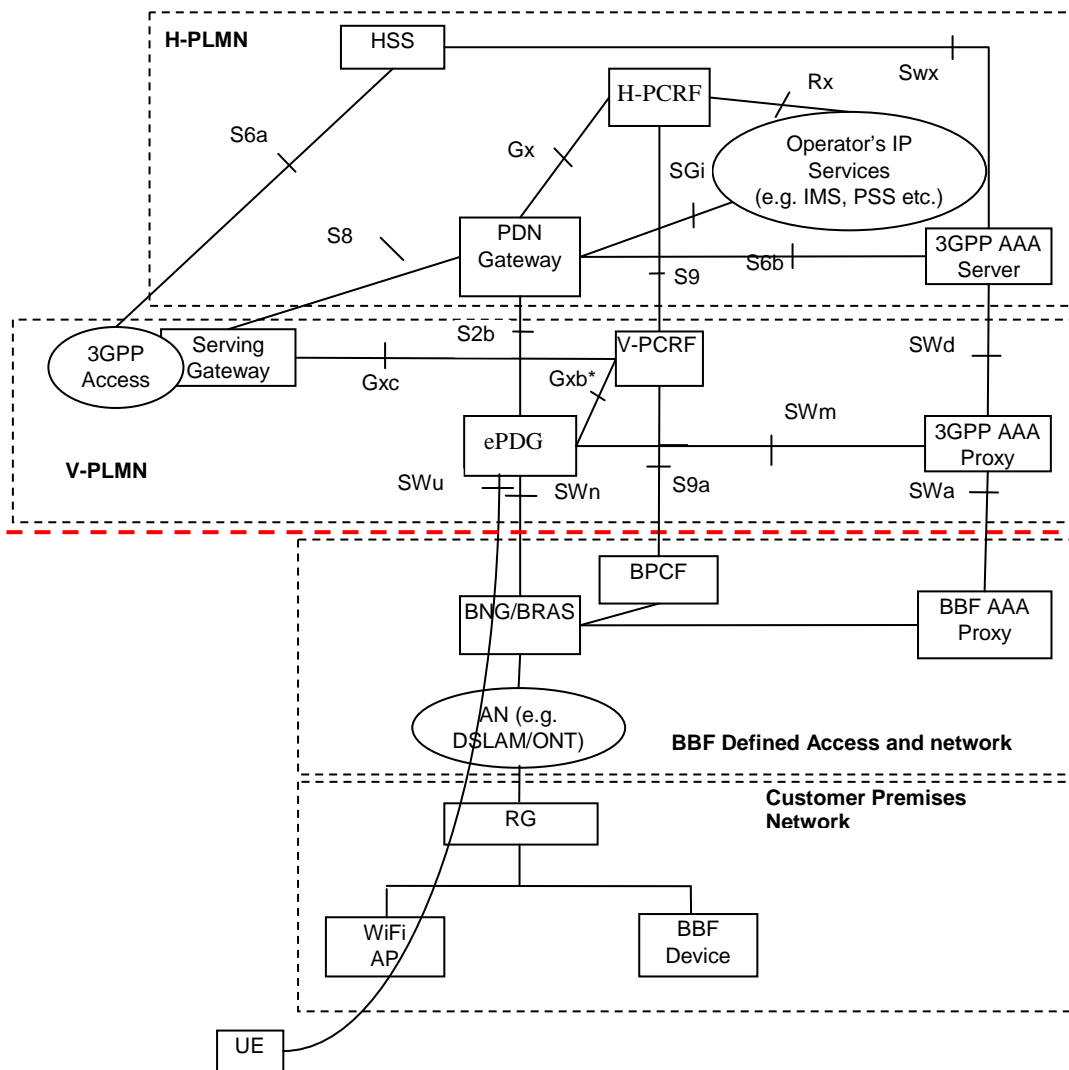 H-PLMN
HSS
Swx
H-PCRF
Rx
S6a
Gx
Operator's IP
Services
(e.g. IMS, PSS etc.)
SGi
S8
PDN
Gateway
3GPP AAA
Server
S9
S6b
3GPP
Access
Serving
Gateway
S2b
V-PCRF
SWd
Gxc
Gxb*
ePDG
SWm
3GPP AAA
Proxy
V-PLMN
SWu
SWn
S9a
SWa
BPCF
BNG/BRAS
BBF AAA
Proxy
AN (e.g.
DSLAM/ONT)
BBF Defined Access and network
Customer Premises
Network
RG
WiFi
AP
BBF
Device
UE